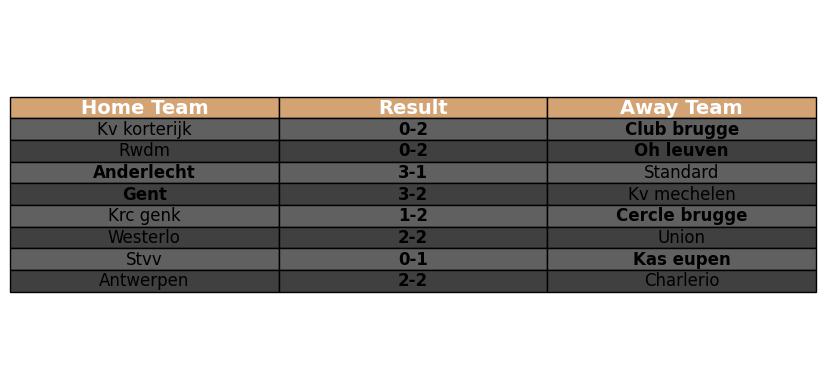 Home Team Result Away Team
Kv korterijk 0-2 Club brugge
Rwdm 0-2 Oh leuven
Anderlecht 3-1 Standard
Gent 3-2 Kv mechelen
Krc genk 1-2 Cercle brugge
Westerlo 2-2 Union
Stvv 0-1 Kas eupen
Antwerpen 2-2 Charlerio